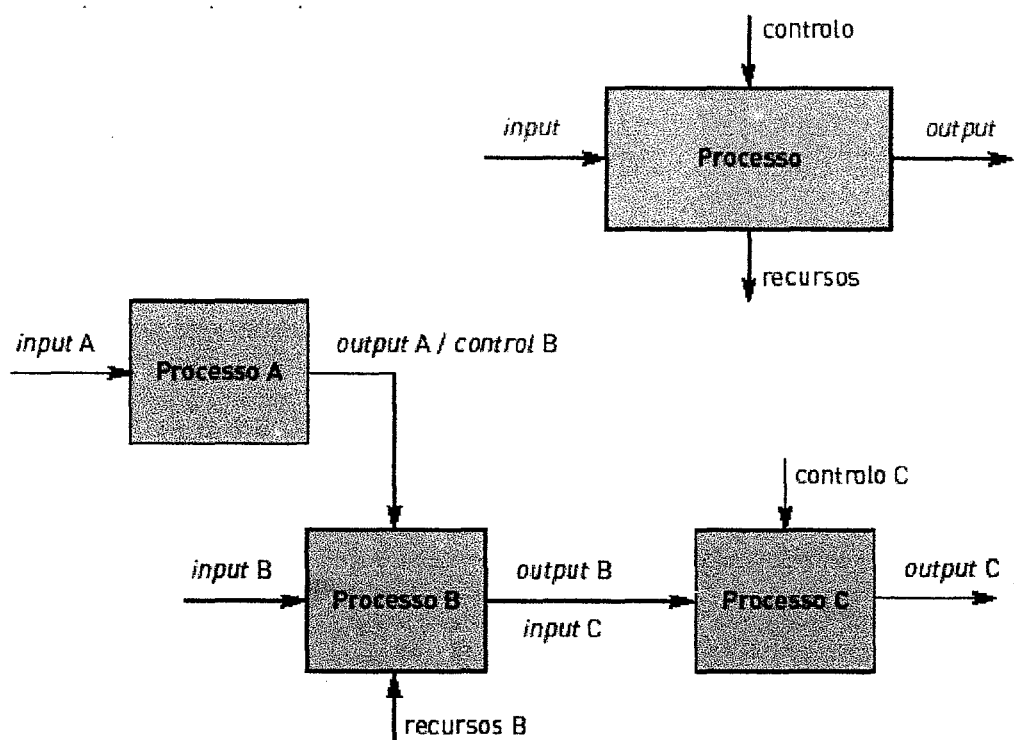 controlo
input
Processo
output
recursos
input A
Processo A
output A / control B
controlo C
input B
Processo B
output B
input C
Processo C
output C
recursos B